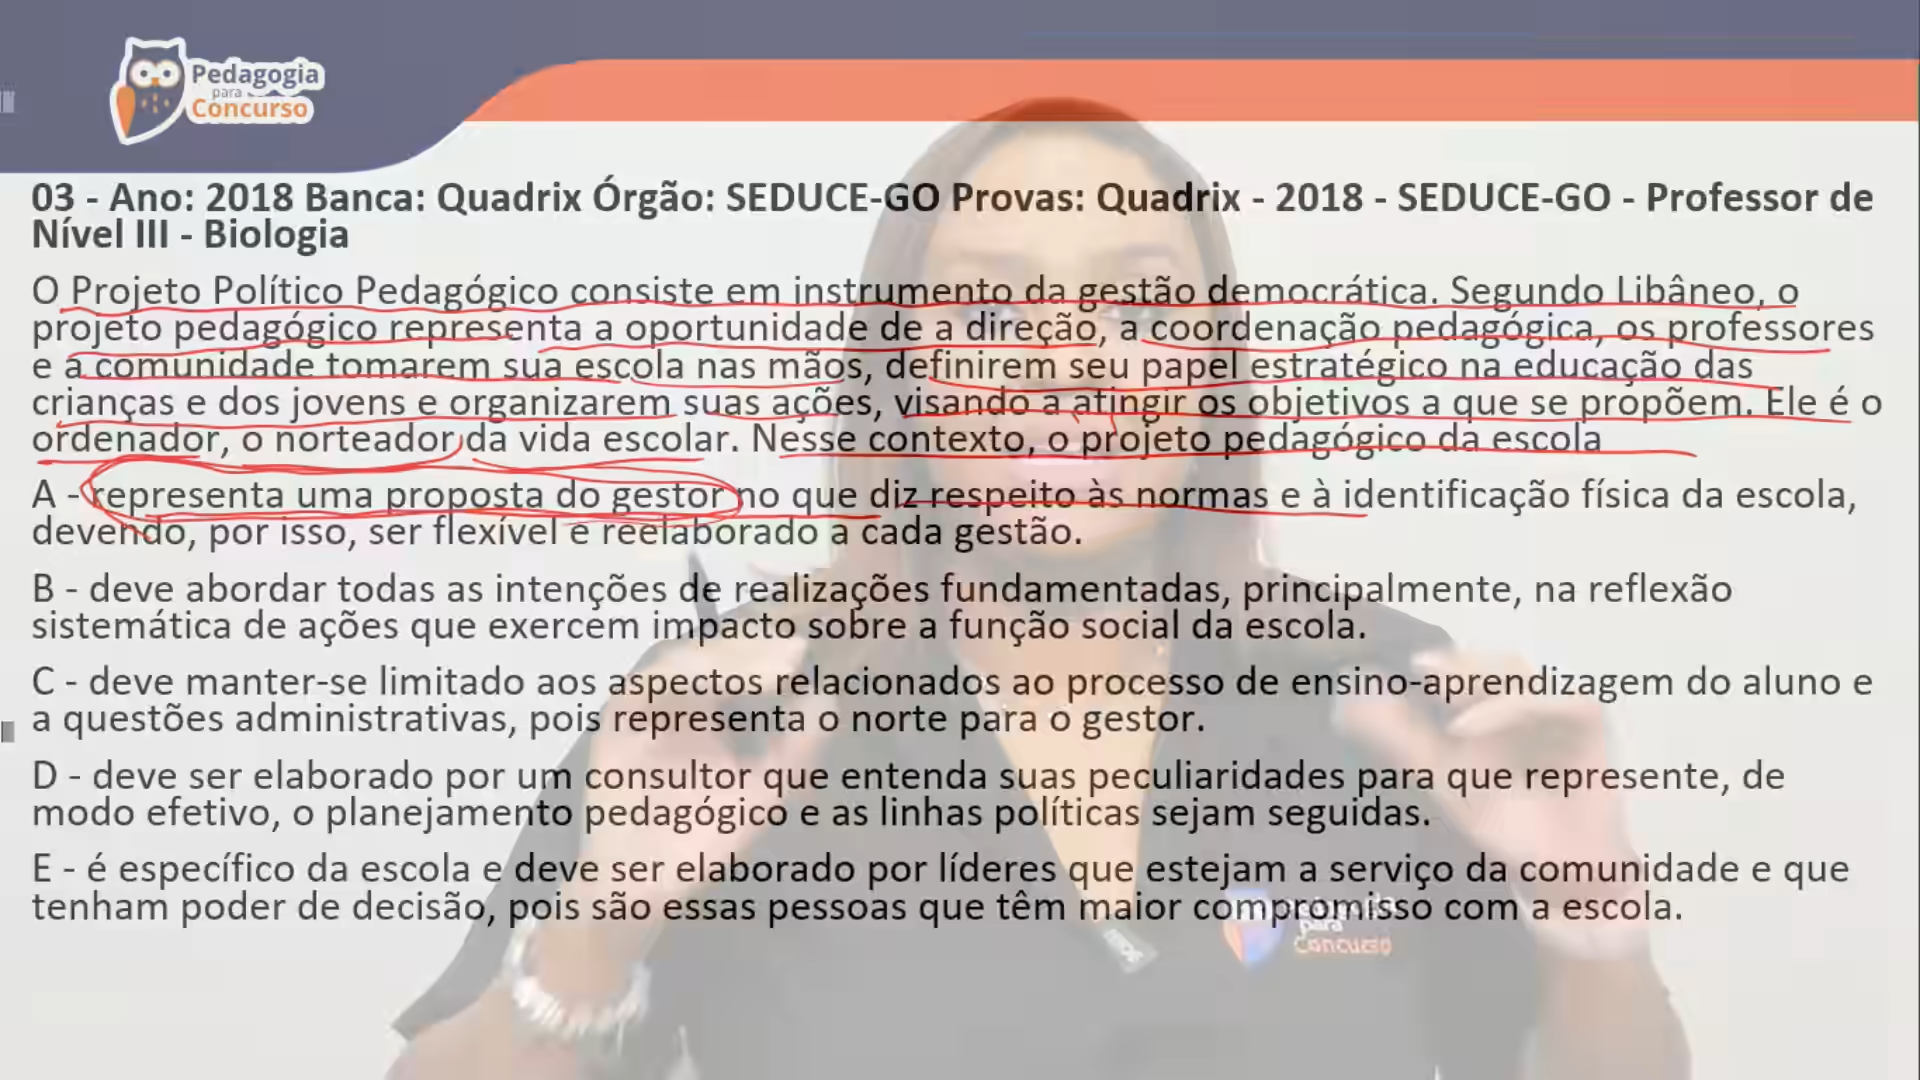 Pedagogia
para
Concurso
03 - Ano: 2018 Banca: Quadrix Órgão: SEDUCE-GO Provas: Quadrix - 2018 - SEDUCE-GO - Professor de
Nível III - Biologia
O Projeto Político Pedagógico consiste em instrumento da gestão democrática. Segundo Libâneo, o
projeto pedagógico representa a oportunidade de a direção, a coordenação pedagógica, os professores
e a comunidade tomarem sua escola nas mãos, definirem seu papel estratégico na educação das
crianças e dos jovens e organizarem suas ações, visando a atingir os objetivos a que se propõem. Ele é o
ordenador, o norteador da vida escolar. Nesse contexto, o projeto pedagógico da escola
A - representa uma proposta do gestor no que diz respeito às normas e à identificação física da escola,
devendo, por isso, ser flexível e reelaborado a cada gestão.
B - deve abordar todas as intenções de realizações fundamentadas, principalmente, na reflexão
sistemática de ações que exercem impacto sobre a função social da escola.
C - deve manter-se limitado aos aspectos relacionados ao processo de ensino-aprendizagem do aluno e
a questões administrativas, pois representa o norte para o gestor.
D - deve ser elaborado por um consultor que entenda suas peculiaridades para que represente, de
modo efetivo, o planejamento pedagógico e as linhas políticas sejam seguidas.
E - é específico da escola e deve ser elaborado por líderes que estejam a serviço da comunidade e que
tenham poder de decisão, pois são essas pessoas que têm maior compromisso com a escola.
para
Concurso